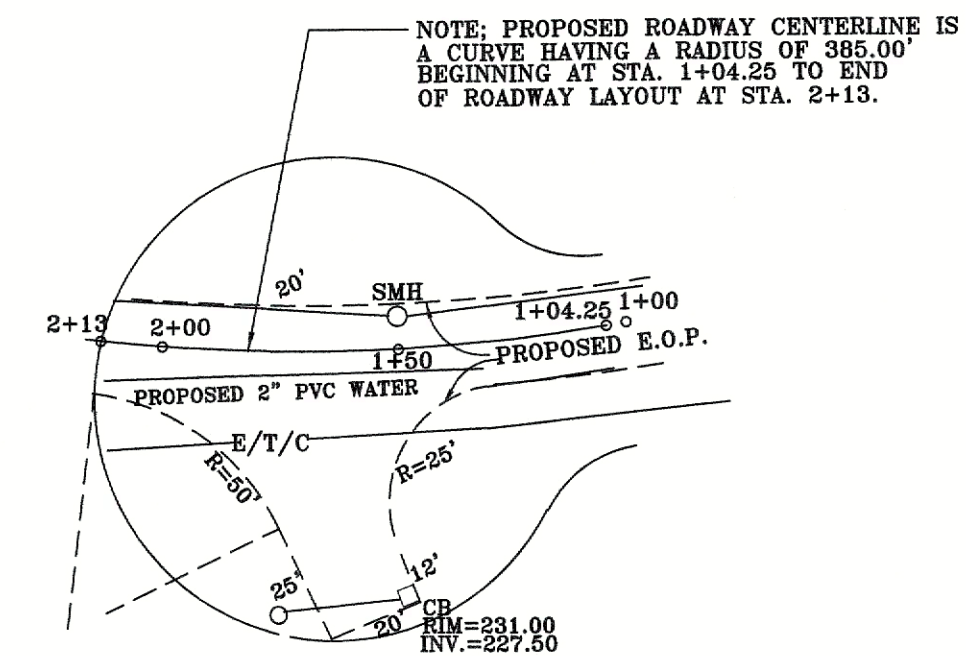 NOTE; PROPOSED ROADWAY CENTERLINE IS
A CURVE HAVING A RADIUS OF 385.00'
BEGINNING AT STA. 1+04.25 TO END
OF ROADWAY LAYOUT AT STA. 2+13.
20'
SMH
1+04.25
1+00
2+13
2+00
1+50
PROPOSED E.O.P.
PROPOSED 2" PVC WATER
E/T/C
R=50'
R=25'
25'
12'
20'
CB
RIM=231.00
INV.=227.50